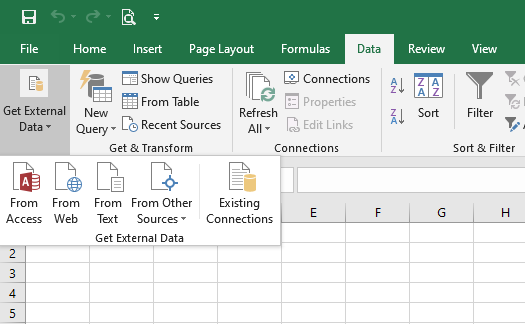 File Home Insert Page Layout Formulas Data Review View
Get External
Data
New
Query
Show Queries
From Table
Recent Sources
Get & Transform
Refresh
All
Connections
Properties
Edit Links
Connections
A
Z
Z
A
Z A
A Z
Sort
Filter
Sort & Filter
From
Access
From
Web
From
Text
From Other
Sources
Existing
Connections
Get External Data
E F G H
2
3
4
5